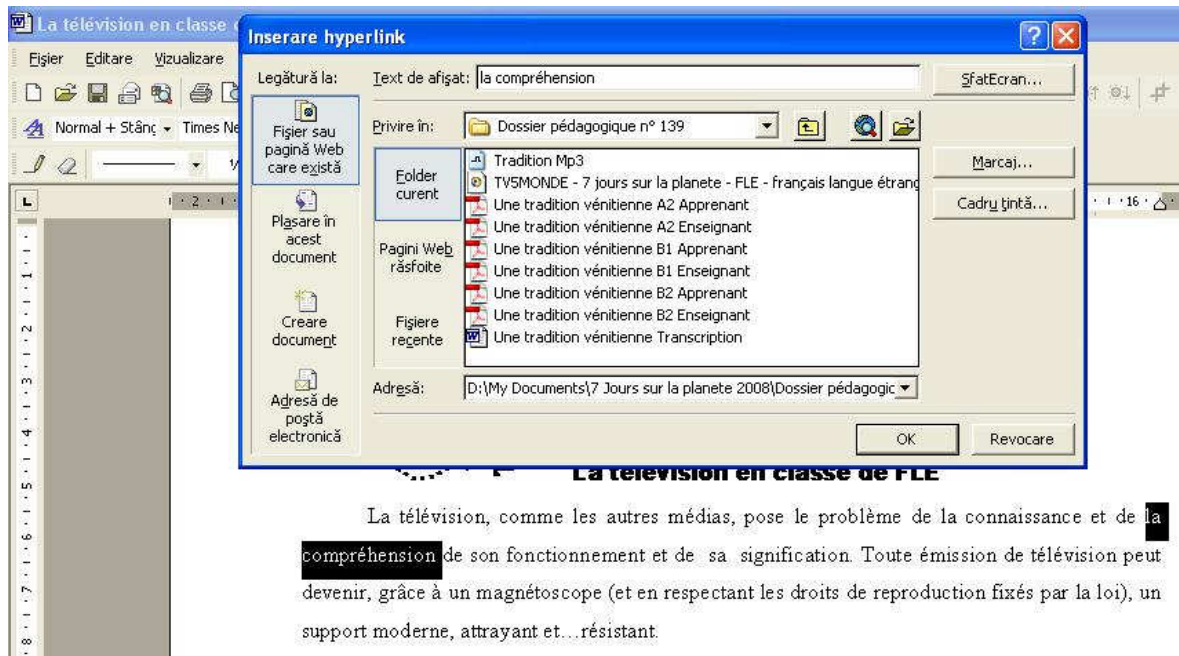 La télévision en classe
Inserare hyperlink
Fișier Editare Vizualizare
Legătură la:
Text de afișat: la compréhension
SfatEcran...
Normal + Stâng Times Ne
Fișier sau pagină Web care există
Privire în: Dossier pédagogique nº 139
Folder curent
Tradition Mp3
TV5MONDE - 7 jours sur la planete - FLE - français langue étrang
Une tradition vénitienne A2 Apprenant
Une tradition vénitienne A2 Enseignant
Une tradition vénitienne B1 Apprenant
Une tradition vénitienne B1 Enseignant
Une tradition vénitienne B2 Apprenant
Une tradition vénitienne B2 Enseignant
Une tradition vénitienne Transcription
Marcaj...
Cadru țintă...
Plasare în acest document
Pagini Web răsfoite
Creare document
Fișiere recente
Adresă de poștă electronică
Adresă: D:\My Documents\7 Jours sur la planete 2008\Dossier pédagogic
OK
Revocare
La télévision en classe de FLE
La télévision, comme les autres médias, pose le problème de la connaissance et de la
compréhension de son fonctionnement et de sa signification. Toute émission de télévision peut
devenir, grâce à un magnétoscope (et en respectant les droits de reproduction fixés par la loi), un
support moderne, attrayant et...résistant.